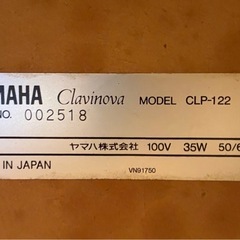 MAHA Clavinova MODEL CLP-122
NO. 002518
ヤマハ株式会社 100V 35W 50/6
IN JAPAN VN91750